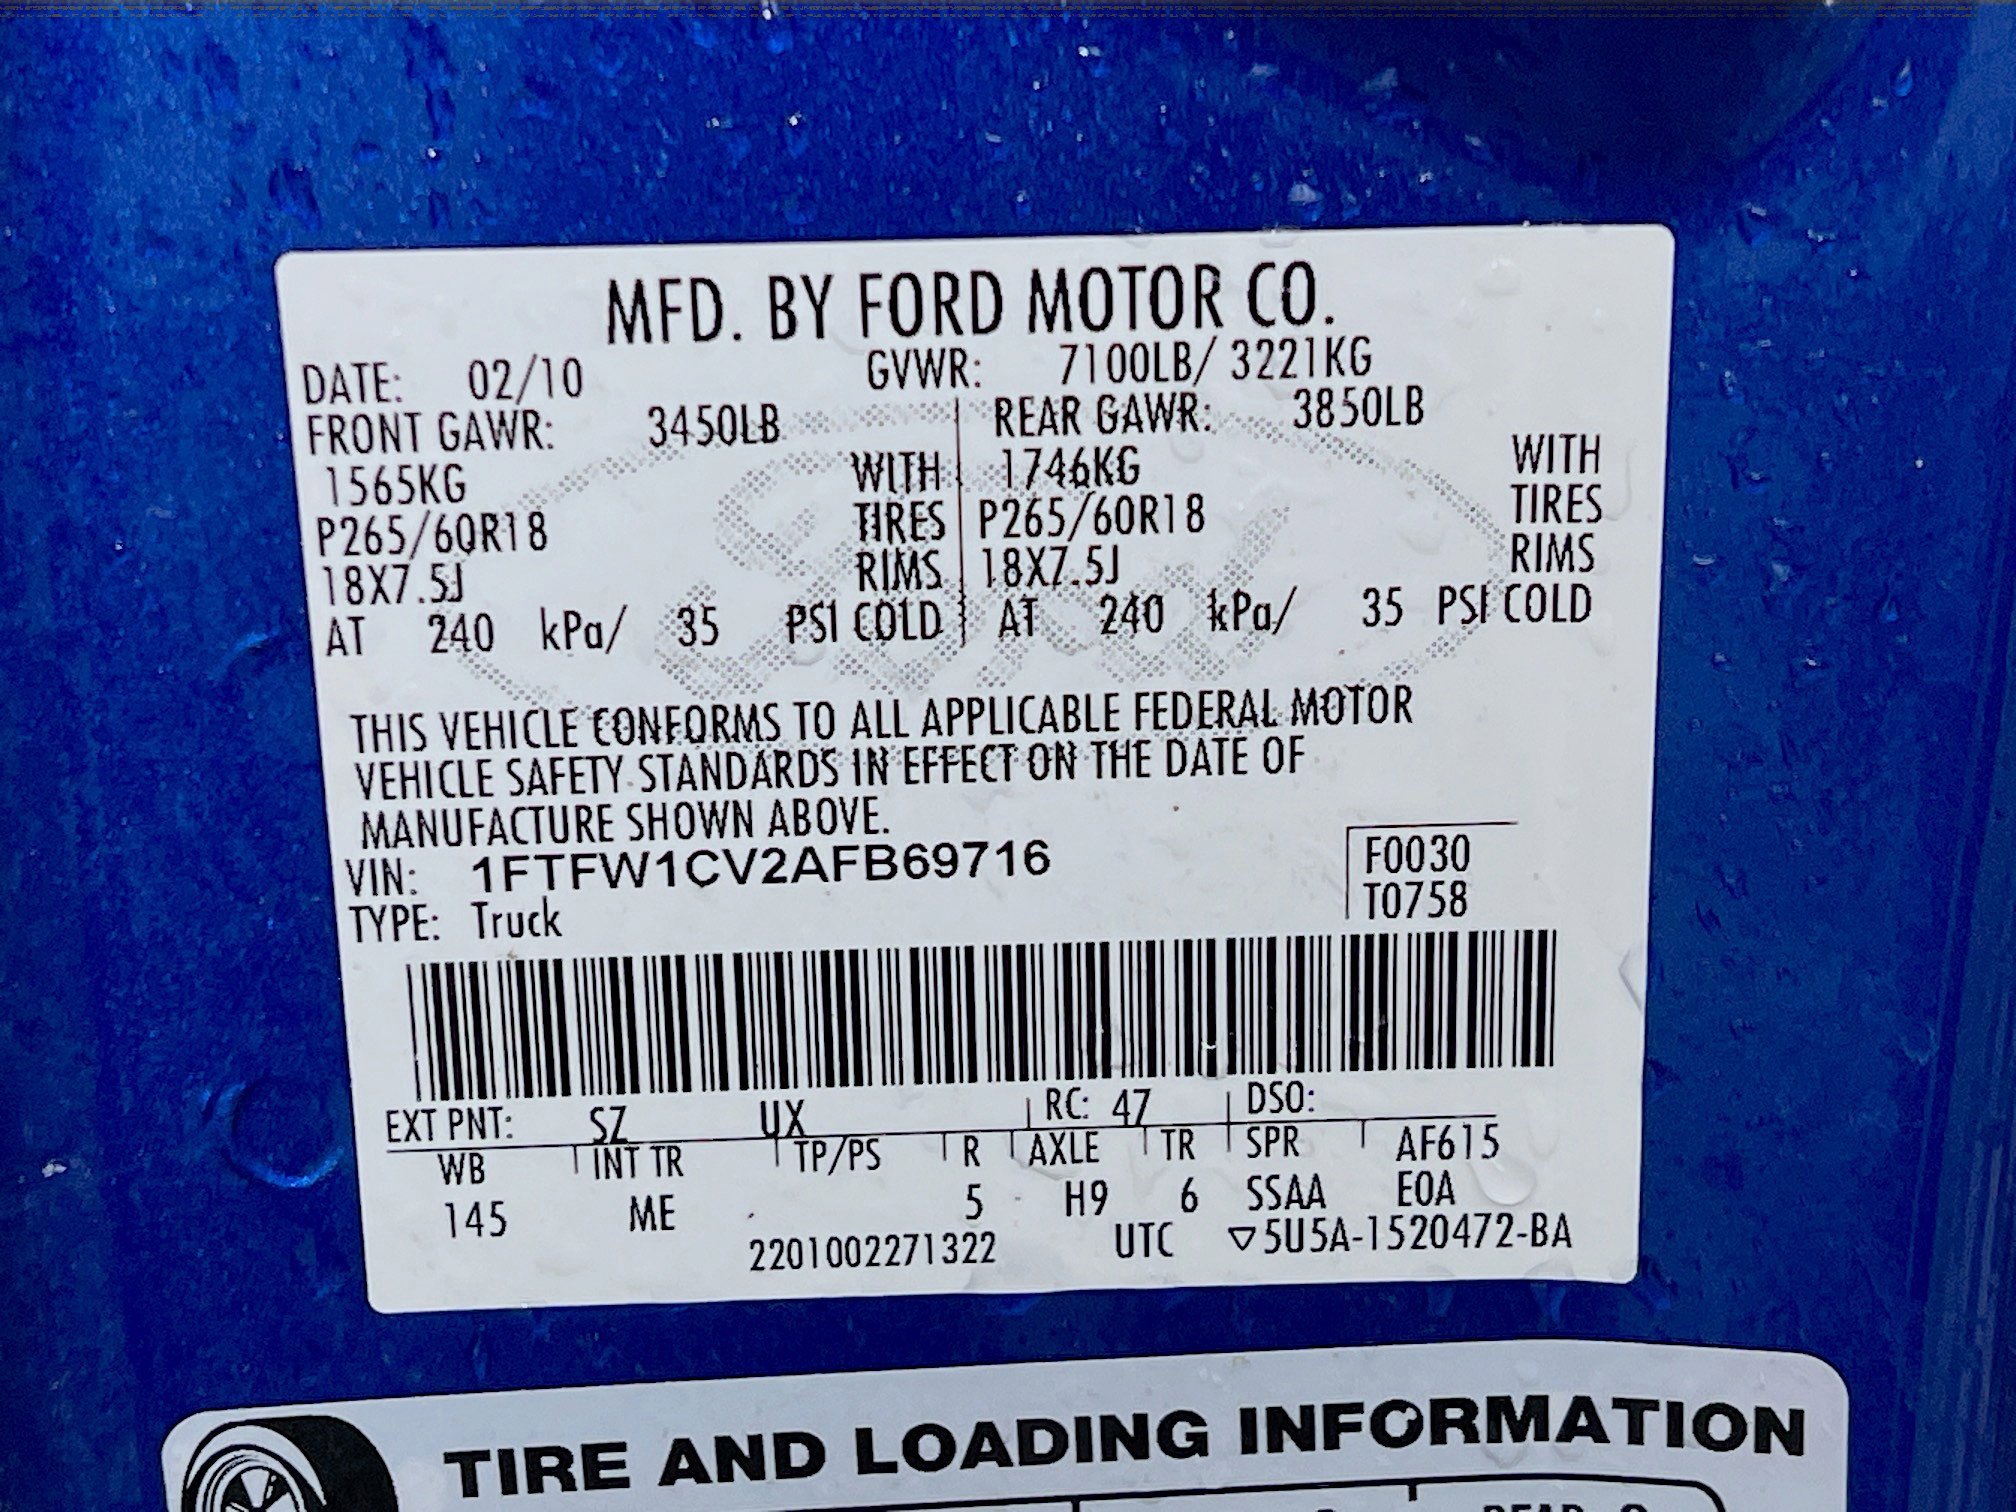 MFD. BY FORD MOTOR CO.
DATE: 02/10 GVWR: 7100LB/ 3221KG
FRONT GAWR: 3450LB REAR GAWR: 3850LB
1565KG WITH 1746KG WITH
P265/60R18 TIRES P265/60R18 TIRES
18X7.5J RIMS 18X7.5J RIMS
AT 240 kPa/ 35 PSI COLD AT 240 kPa/ 35 PSI COLD
Ford
THIS VEHICLE CONFORMS TO ALL APPLICABLE FEDERAL MOTOR
VEHICLE SAFETY STANDARDS IN EFFECT ON THE DATE OF
MANUFACTURE SHOWN ABOVE.
VIN: 1FTFW1CV2AFB69716 F0030
TYPE: Truck T0758
EXT PNT: SZ UX RC: 47 DSO:
WB INT TR TP/PS R AXLE TR SPR AF615
145 ME 5 H9 6 SSAA EOA
2201002271322 UTC ▽5U5A-1520472-BA
TIRE AND LOADING INFORMATION